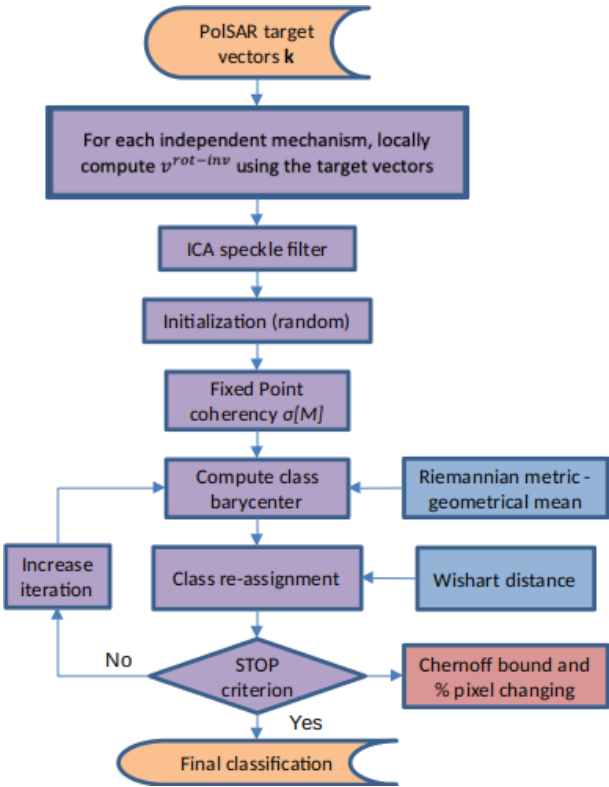 PolSAR target
vectors k
For each independent mechanism, locally
compute v^{rot-inv} using the target vectors
ICA speckle filter
Initialization (random)
Fixed Point
coherency σ[M]
Compute class
barycenter
Riemannian metric -
geometrical mean
Increase
iteration
Class re-assignment
Wishart distance
No
STOP
criterion
Chernoff bound and
% pixel changing
Yes
Final classification